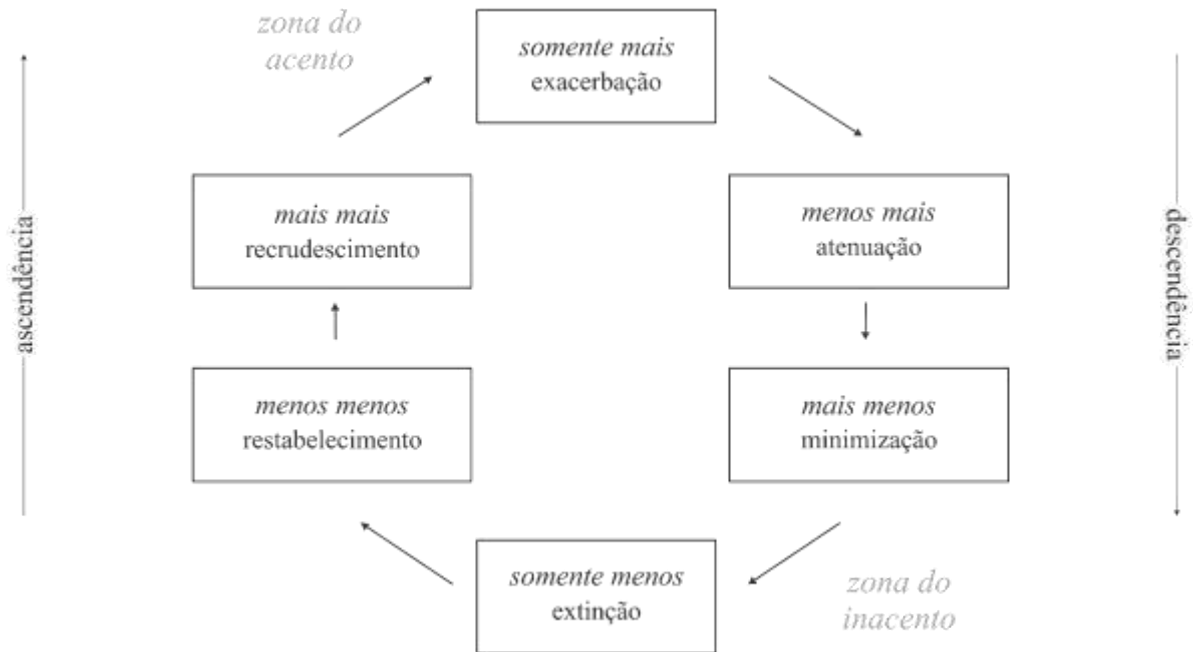 zona do
acento
somente mais
exacerbação
mais mais
recrudescimento
menos mais
atenuação
ascendência
descendência
menos menos
restabelecimento
mais menos
minimização
somente menos
extinção
zona do
inacento